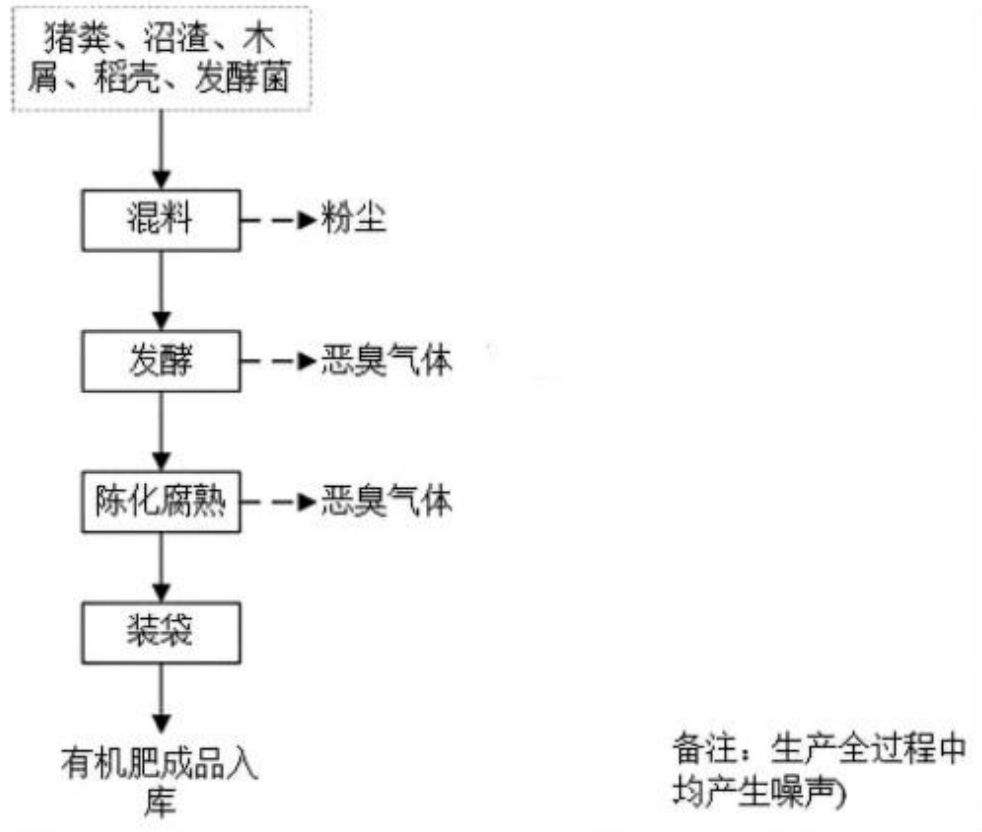 猪粪、沼渣、木
屑、稻壳、发酵菌
混料
粉尘
发酵
恶臭气体
陈化腐熟
恶臭气体
装袋
有机肥成品入
库
备注：生产全过程中
均产生噪声)